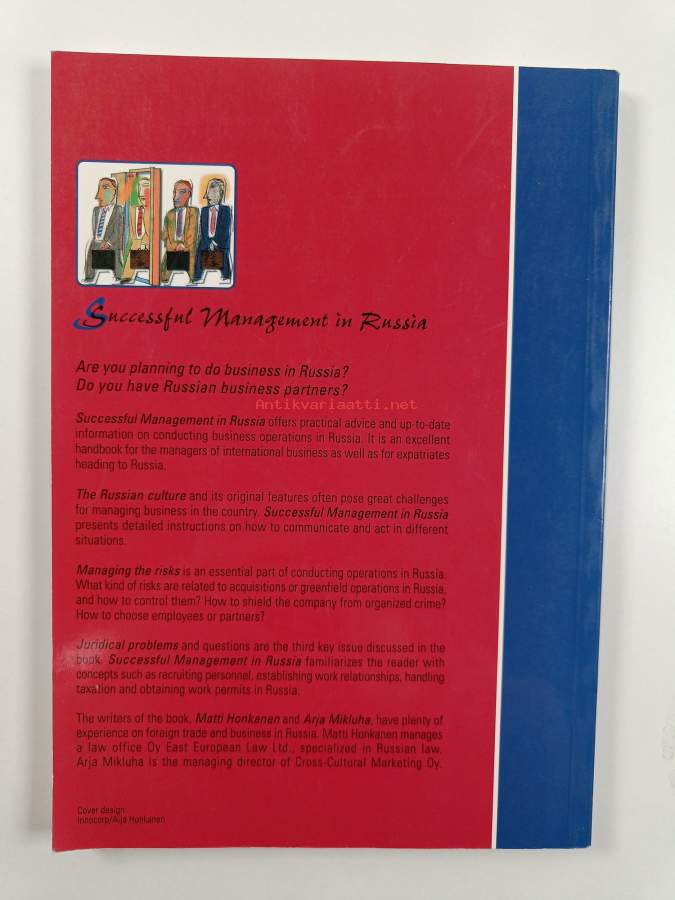 Successful Management in Russia
Are you planning to do business in Russia?
Do you have Russian business partners?
Antikvariaatti.net
Successful Management in Russia offers practical advice and up-to-date
information on conducting business operations in Russia. It is an excellent
handbook for the managers of international business as well as for expatriates
heading to Russia.
The Russian culture and its original features often pose great challenges
for managing business in the country. Successful Management in Russia
presents detailed instructions on how to communicate and act in different
situations.
Managing the risks is an essential part of conducting operations in Russia.
What kind of risks are related to acquisitions or greenfield operations in Russia,
and how to control them? How to shield the company from organized crime?
How to choose employees or partners?
Juridical problems and questions are the third key issue discussed in the
book. Successful Management in Russia familiarizes the reader with
concepts such as recruiting personnel, establishing work relationships, handling
taxation and obtaining work permits in Russia.
The writers of the book, Matti Honkanen and Arja Mikluha, have plenty of
experience on foreign trade and business in Russia. Matti Honkanen manages
a law office Oy East European Law Ltd., specialized in Russian law.
Arja Mikluha is the managing director of Cross-Cultural Marketing Oy.
Cover design
Innocorp/Aija Honkanen